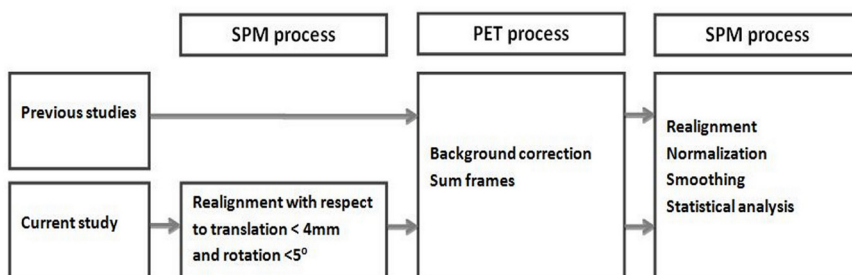 SPM process
PET process
SPM process
Previous studies
Background correction
Sum frames
Realignment
Normalization
Smoothing
Statistical analysis
Current study
Realignment with respect
to translation < 4mm
and rotation <5°